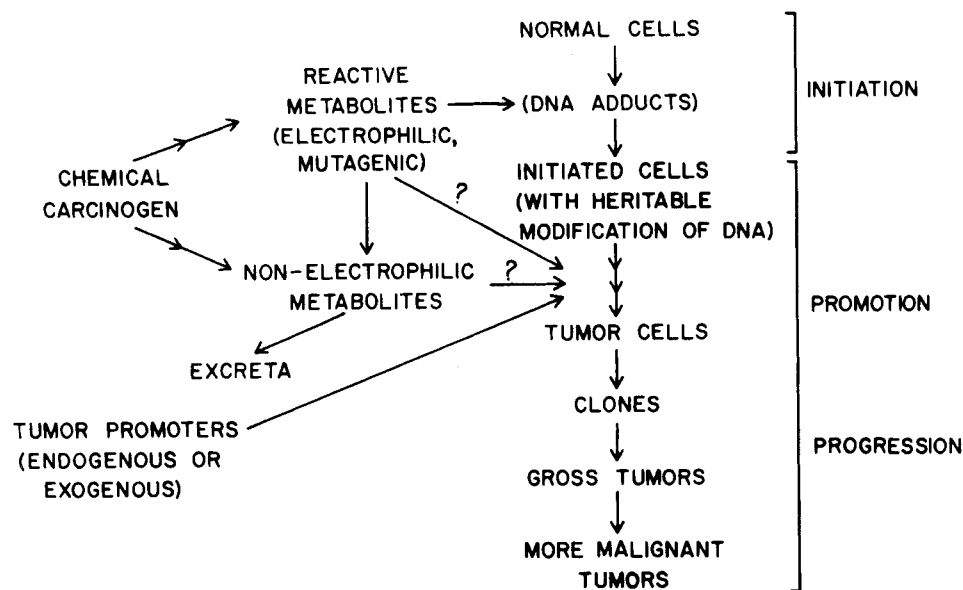 NORMAL CELLS
REACTIVE
METABOLITES
(ELECTROPHILIC,
MUTAGENIC)
(DNA ADDUCTS)
INITIATION
CHEMICAL
CARCINOGEN
INITIATED CELLS
(WITH HERITABLE
MODIFICATION OF DNA)
?
?
NON-ELECTROPHILIC
METABOLITES
PROMOTION
TUMOR CELLS
EXCRETA
CLONES
TUMOR PROMOTERS
(ENDOGENOUS OR
EXOGENOUS)
PROGRESSION
GROSS TUMORS
MORE MALIGNANT
TUMORS